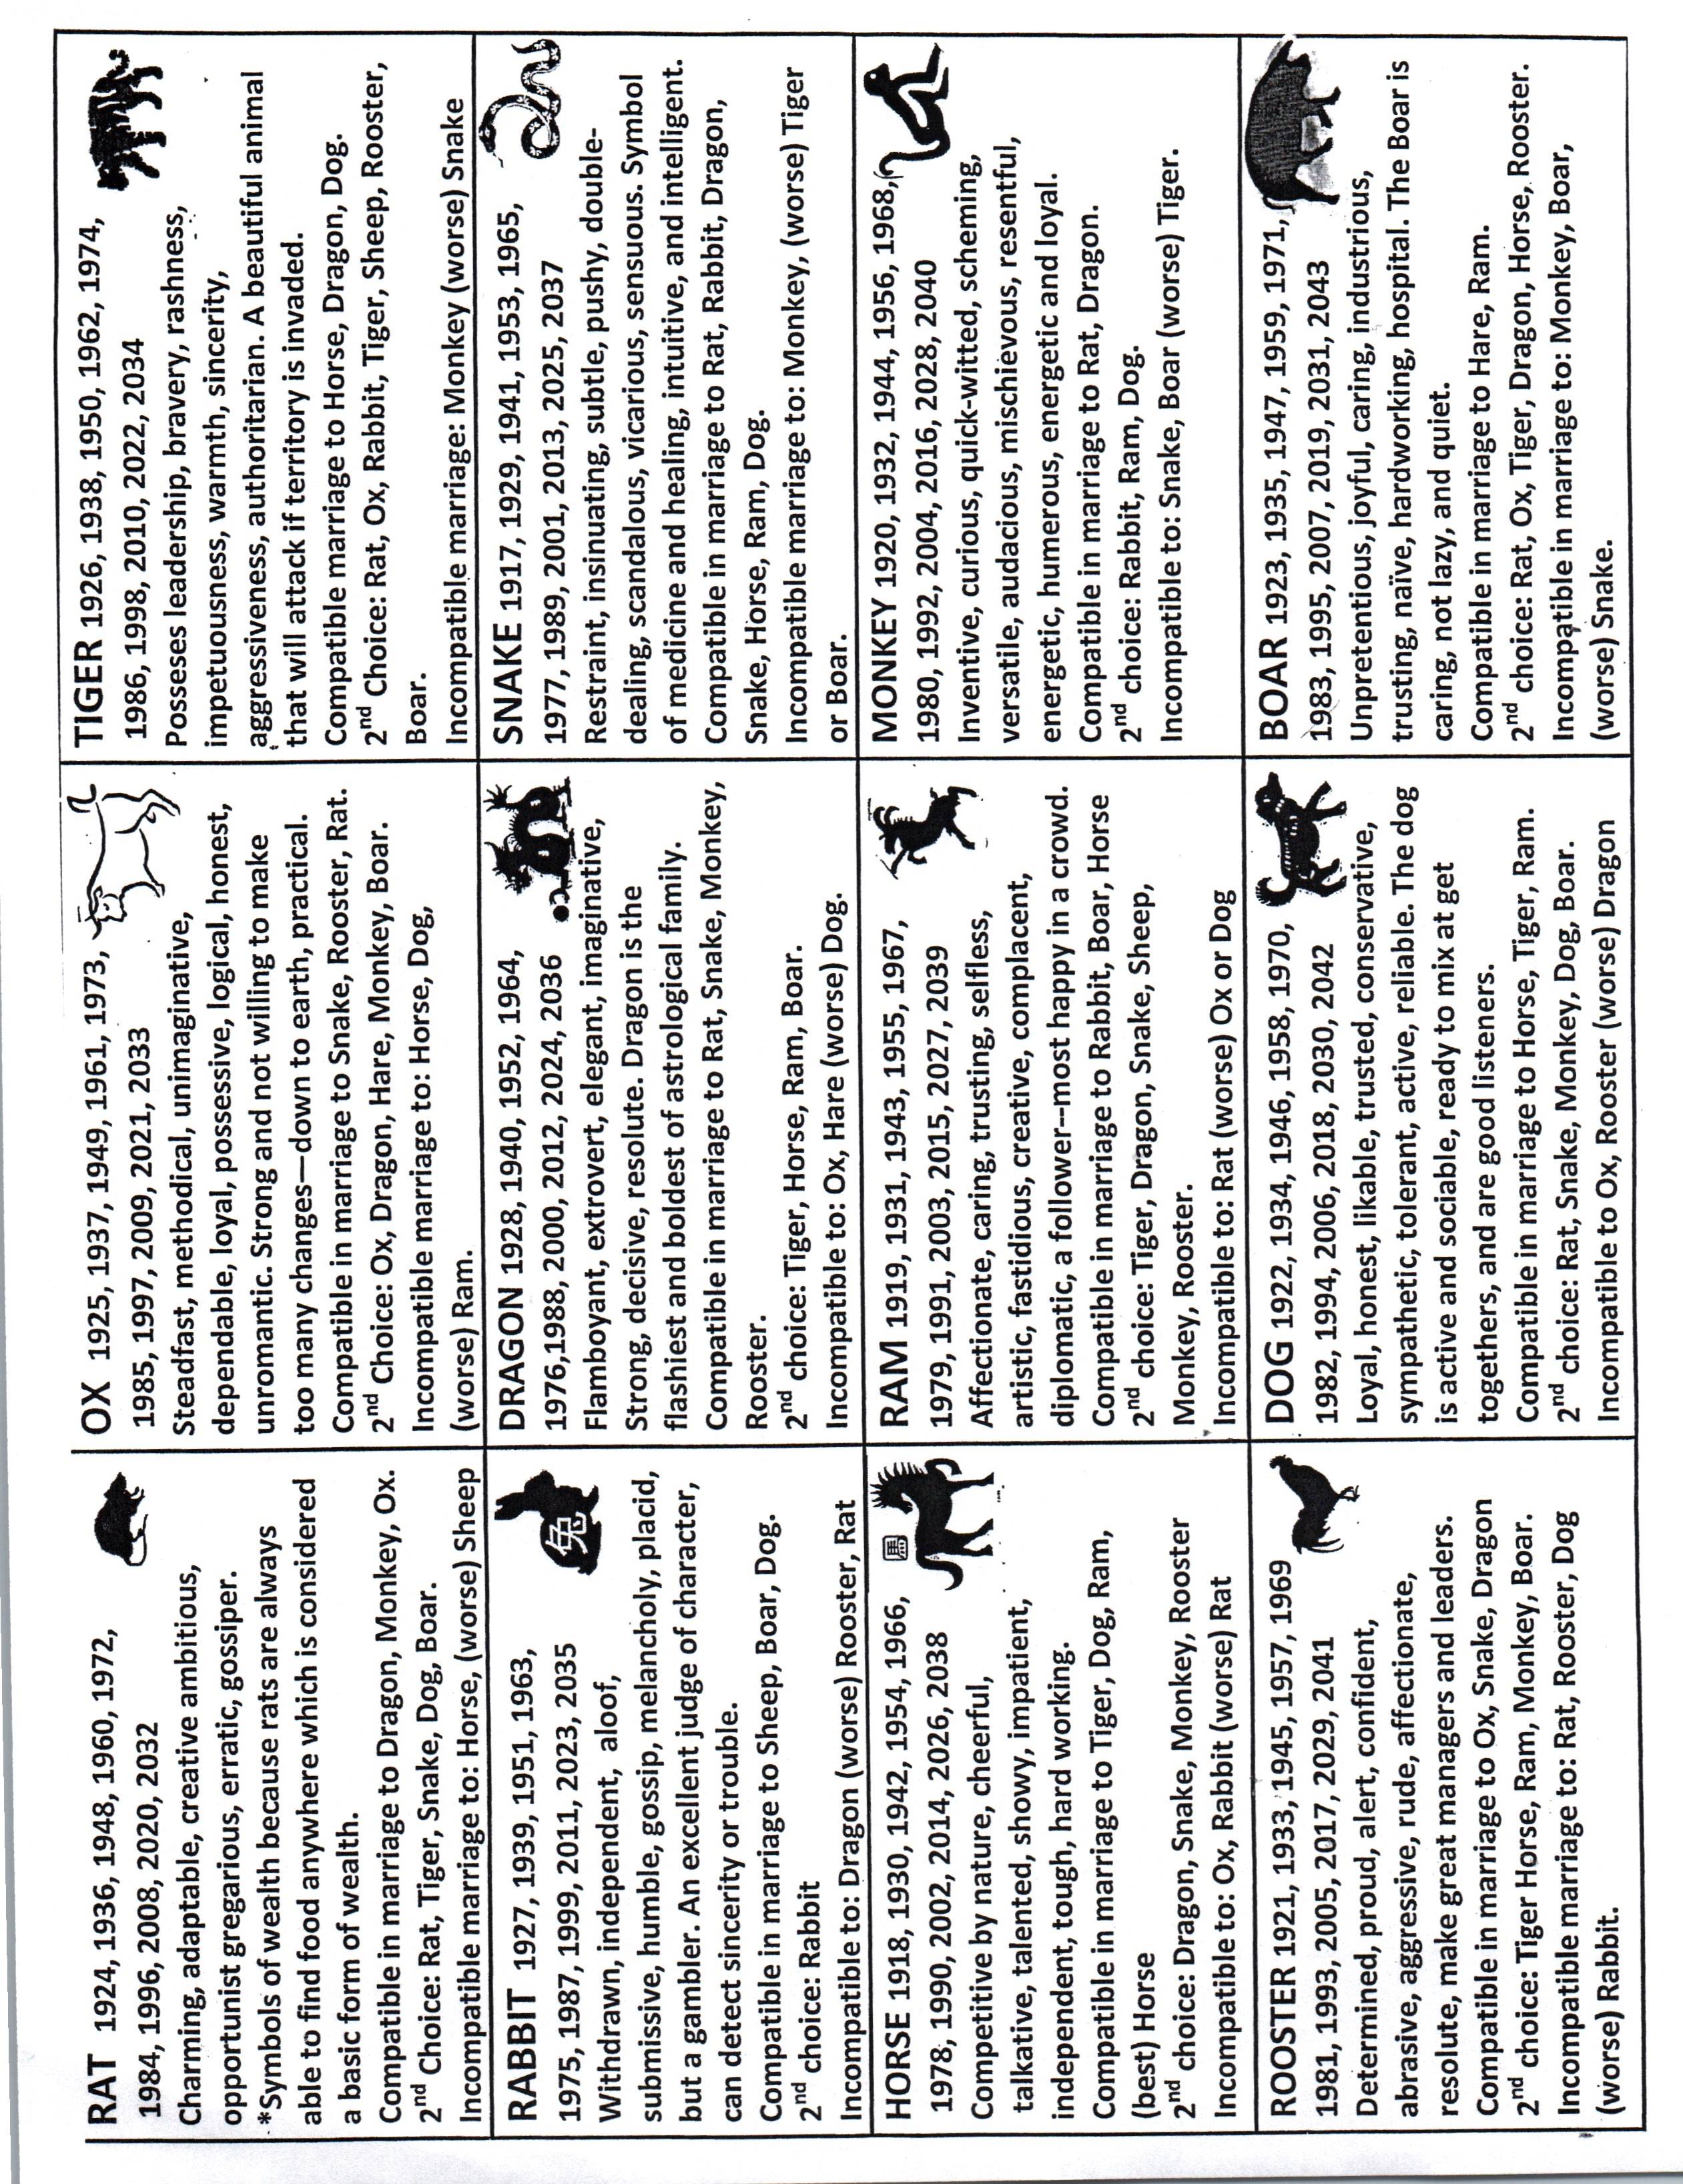 RAT 1924, 1936, 1948, 1960, 1972,
1984, 1996, 2008, 2020, 2032
Charming, adaptable, creative ambitious,
opportunist gregarious, erratic, gossiper.
*Symbols of wealth because rats are always
able to find food anywhere which is considered
a basic form of wealth.
Compatible in marriage to Dragon, Monkey, Ox.
2nd Choice: Rat, Tiger, Snake, Dog, Boar.
Incompatible marriage to: Horse, (worse) Sheep
OX 1925, 1937, 1949, 1961, 1973,
1985, 1997, 2009, 2021, 2033
Steadfast, methodical, unimaginative,
dependable, loyal, possessive, logical, honest,
unromantic. Strong and not willing to make
too many changes—down to earth, practical.
Compatible in marriage to Snake, Rooster, Rat.
2nd Choice: Ox, Dragon, Hare, Monkey, Boar.
Incompatible marriage to: Horse, Dog,
(worse) Ram.
TIGER 1926, 1938, 1950, 1962, 1974,
1986, 1998, 2010, 2022, 2034
Posseses leadership, bravery, rashness,
impetuousness, warmth, sincerity,
aggressiveness, authoritarian. A beautiful animal
that will attack if territory is invaded.
Compatible marriage to Horse, Dragon, Dog.
2nd Choice: Rat, Ox, Rabbit, Tiger, Sheep, Rooster,
Boar.
Incompatible marriage: Monkey (worse) Snake
RABBIT 1927, 1939, 1951, 1963,
1975, 1987, 1999, 2011, 2023, 2035
Withdrawn, independent, aloof,
submissive, humble, gossip, melancholy, placid,
but a gambler. An excellent judge of character,
can detect sincerity or trouble.
Compatible in marriage to Sheep, Boar, Dog.
2nd choice: Rabbit
Incompatible to: Dragon (worse) Rooster, Rat
兔
DRAGON 1928, 1940, 1952, 1964,
1976,1988, 2000, 2012, 2024, 2036
Flamboyant, extrovert, elegant, imaginative,
Strong, decisive, resolute. Dragon is the
flashiest and boldest of astrological family.
Compatible in marriage to Rat, Snake, Monkey,
Rooster.
2nd choice: Tiger, Horse, Ram, Boar.
Incompatible to: Ox, Hare (worse) Dog.
SNAKE 1917, 1929, 1941, 1953, 1965,
1977, 1989, 2001, 2013, 2025, 2037
Restraint, insinuating, subtle, pushy, double-
dealing, scandalous, vicarious, sensuous. Symbol
of medicine and healing, intuitive, and intelligent.
Compatible in marriage to Rat, Rabbit, Dragon,
Snake, Horse, Ram, Dog.
Incompatible marriage to: Monkey, (worse) Tiger
or Boar.
HORSE 1918, 1930, 1942, 1954, 1966,
1978, 1990, 2002, 2014, 2026, 2038
Competitive by nature, cheerful,
talkative, talented, showy, impatient,
independent, tough, hard working.
Compatible in marriage to Tiger, Dog, Ram,
(best) Horse
2nd choice: Dragon, Snake, Monkey, Rooster
Incompatible to: Ox, Rabbit (worse) Rat
馬
RAM 1919, 1931, 1943, 1955, 1967,
1979, 1991, 2003, 2015, 2027, 2039
Affectionate, caring, trusting, selfless,
artistic, fastidious, creative, complacent,
diplomatic, a follower--most happy in a crowd.
Compatible in marriage to Rabbit, Boar, Horse
2nd choice: Tiger, Dragon, Snake, Sheep,
Monkey, Rooster.
Incompatible to: Rat (worse) Ox or Dog
MONKEY 1920, 1932, 1944, 1956, 1968,
1980, 1992, 2004, 2016, 2028, 2040
Inventive, curious, quick-witted, scheming,
versatile, audacious, mischievous, resentful,
energetic, humerous, energetic and loyal.
Compatible in marriage to Rat, Dragon.
2nd choice: Rabbit, Ram, Dog.
Incompatible to: Snake, Boar (worse) Tiger.
ROOSTER 1921, 1933, 1945, 1957, 1969
1981, 1993, 2005, 2017, 2029, 2041
Determined, proud, alert, confident,
abrasive, aggressive, rude, affectionate,
resolute, make great managers and leaders.
Compatible in marriage to Ox, Snake, Dragon
2nd choice: Tiger Horse, Ram, Monkey, Boar.
Incompatible marriage to: Rat, Rooster, Dog
(worse) Rabbit.
DOG 1922, 1934, 1946, 1958, 1970,
1982, 1994, 2006, 2018, 2030, 2042
Loyal, honest, likable, trusted, conservative,
sympathetic, tolerant, active, reliable. The dog
is active and sociable, ready to mix at get
togethers, and are good listeners.
Compatible in marriage to Horse, Tiger, Ram.
2nd choice: Rat, Snake, Monkey, Dog, Boar.
Incompatible to Ox, Rooster (worse) Dragon
BOAR 1923, 1935, 1947, 1959, 1971,
1983, 1995, 2007, 2019, 2031, 2043
Unpretentious, joyful, caring, industrious,
trusting, naïve, hardworking, hospital. The Boar is
caring, not lazy, and quiet.
Compatible in marriage to Hare, Ram.
2nd choice: Rat, Ox, Tiger, Dragon, Horse, Rooster.
Incompatible in marriage to: Monkey, Boar,
(worse) Snake.